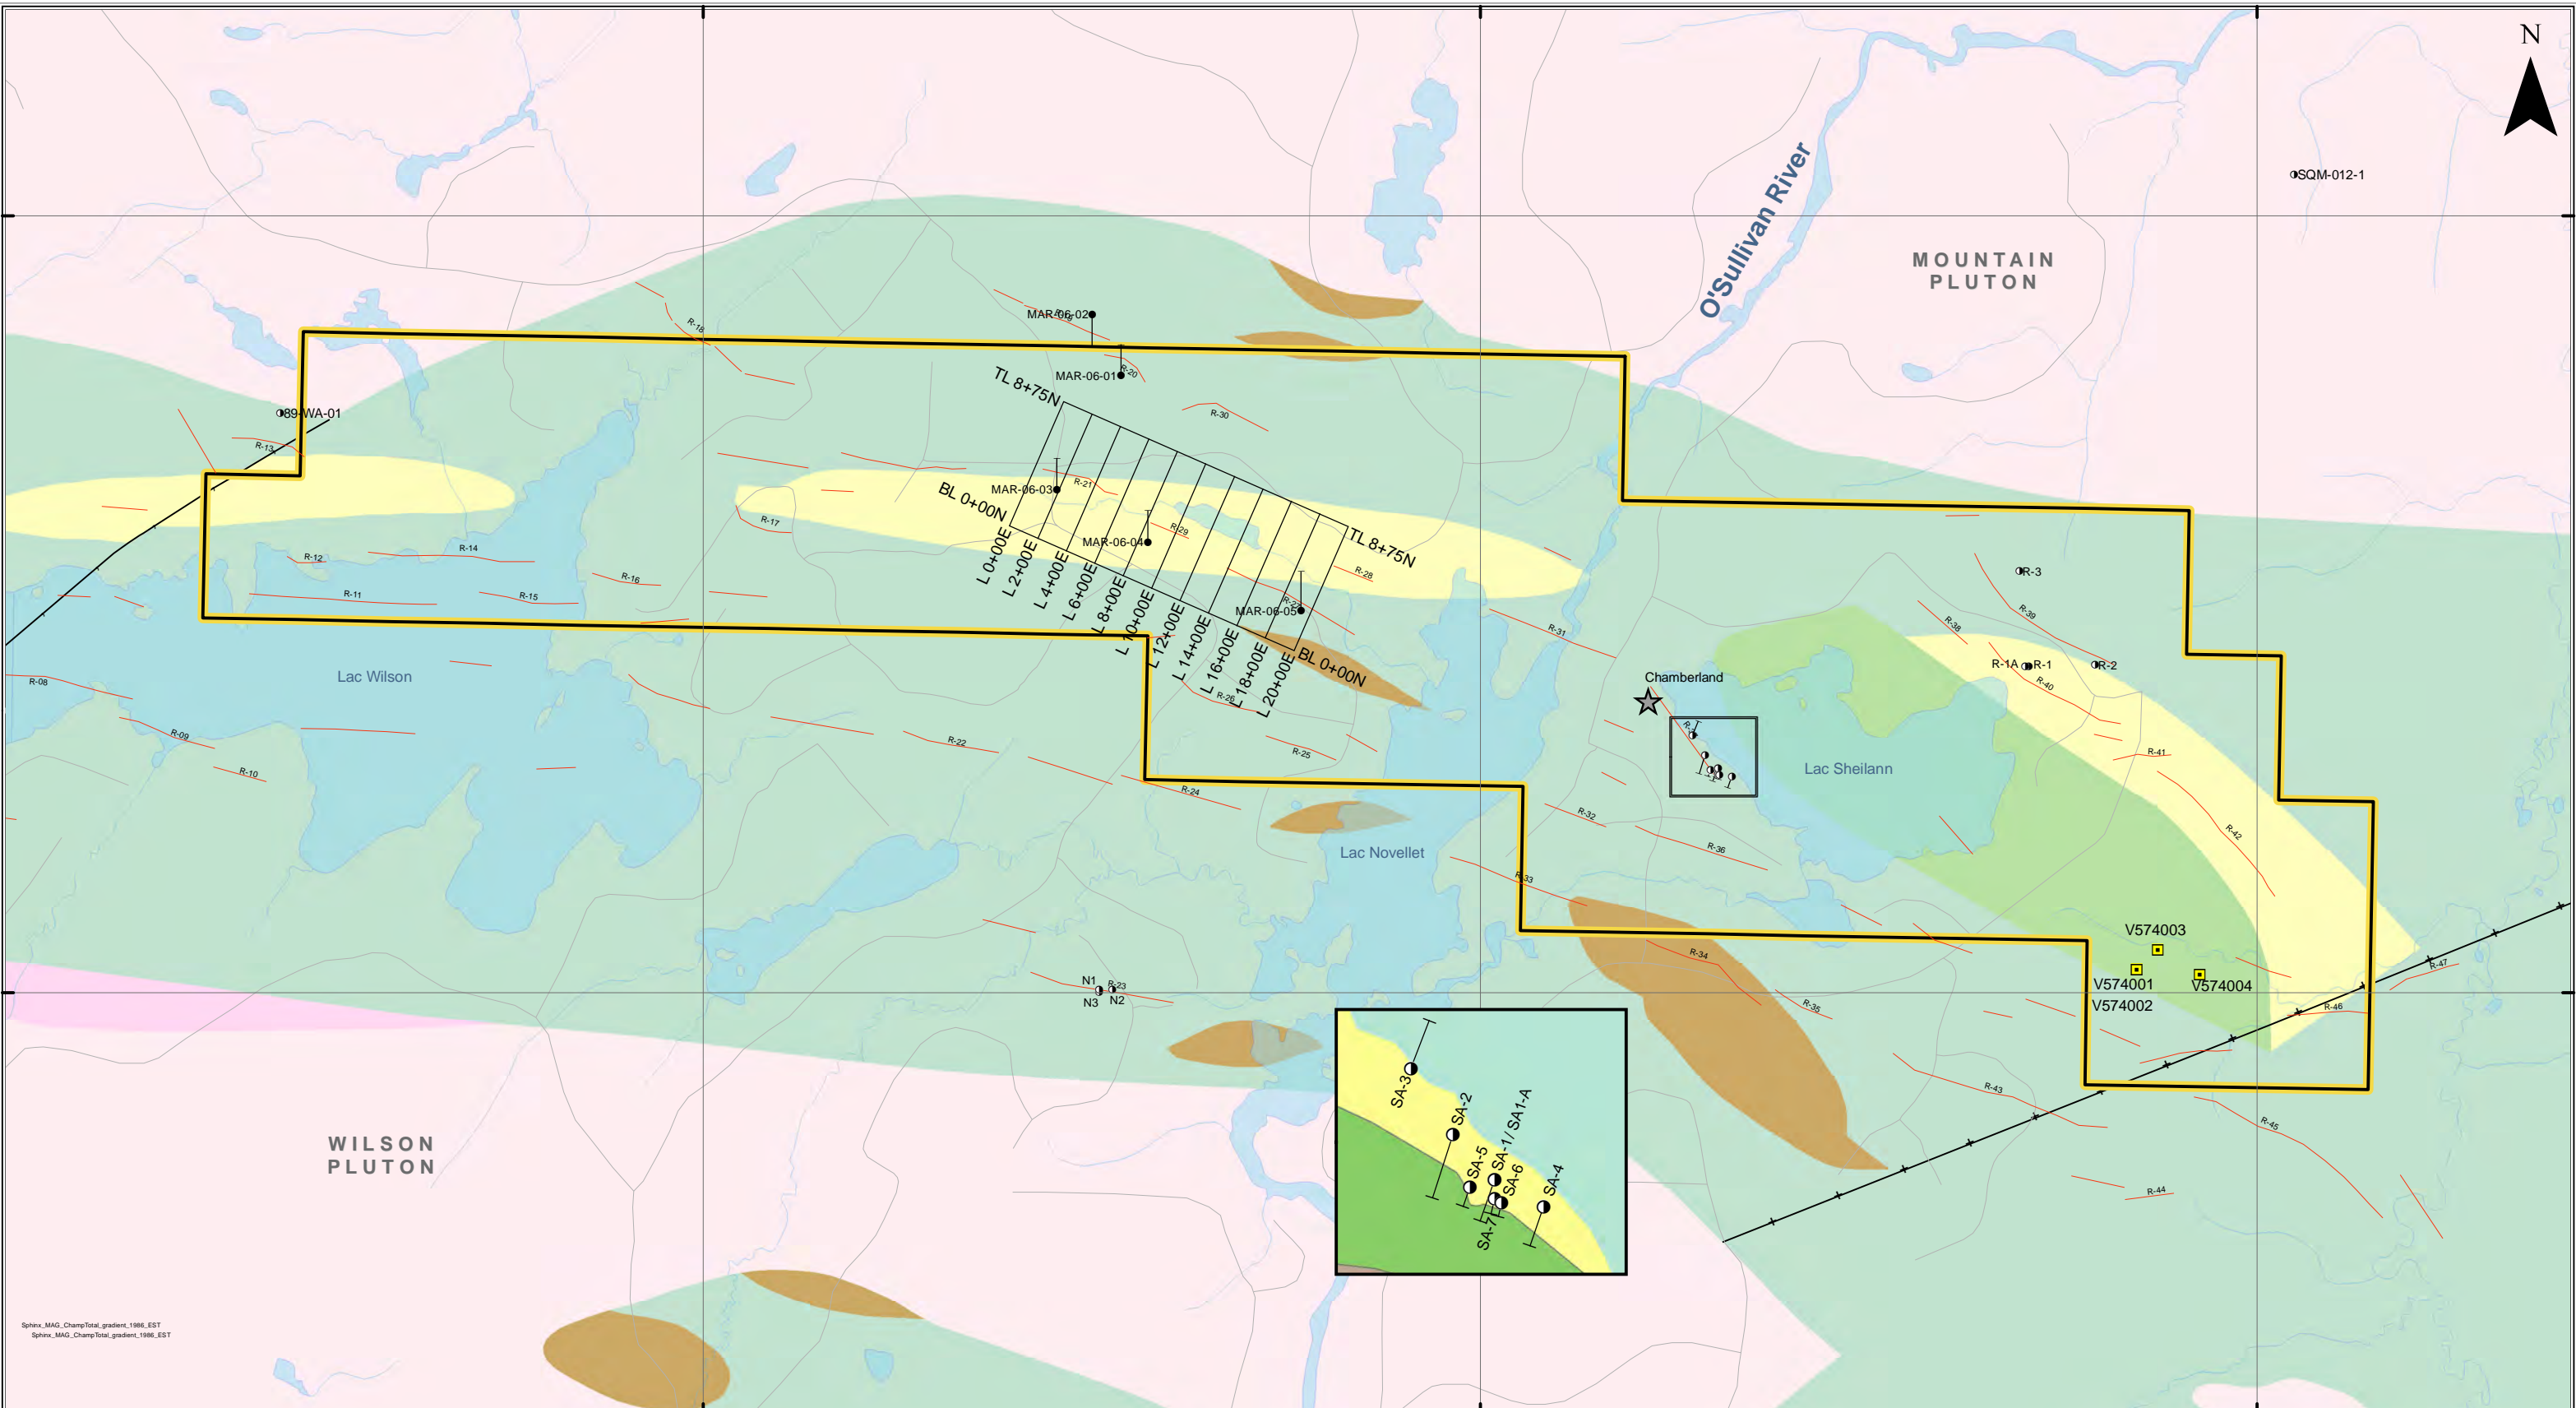 N
SQM-012-1
O'Sullivan River
MOUNTAIN
PLUTON
MAR-06-02
R-18
MAR-06-01
R-20
TL 8+75N
89-WA-01
R-30
R-13
R-21
MAR-06-03
BL 0+00N
R-17
R-29
MAR-06-04
TL 8+75N
R-12
R-14
R-16
R-28
R-3
R-11
R-15
L 0+00E
L 2+00E
L 4+00E
L 6+00E
L 8+00E
L 10+00E
L 12+00E
L 14+00E
L 16+00E
L 18+00E
L 20+00E
R-27
MAR-06-05
BL 0+00N
R-31
R-38
R-39
R-1A
R-1
R-2
R-40
Chamberland
Lac Wilson
R-08
R-09
R-10
R-22
R-26
R-25
R-24
R-41
Lac Sheilann
R-32
R-36
R-42
Lac Novellet
R-33
R-34
R-35
V574003
V574001
V574002
V574004
R-47
R-46
N1
R-23
N3
N2
SA-3
SA-2
SA-1/ SA1-A
SA-5
SA-6
SA-4
SA-7
R-43
R-45
R-44
WILSON
PLUTON
Sphinx_MAG_ChampTotal_gradient_1986_EST
Sphinx_MAG_ChampTotal_gradient_1986_EST